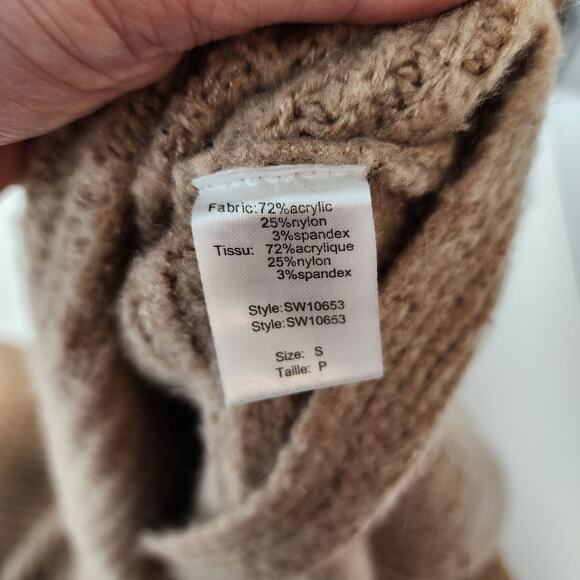 Fabric:72%acrylic
25%nylon
3%spandex
Tissu: 72%acrylique
25%nylon
3%spandex
Style:SW10653
Style:SW10653
Size: S
Taille: P